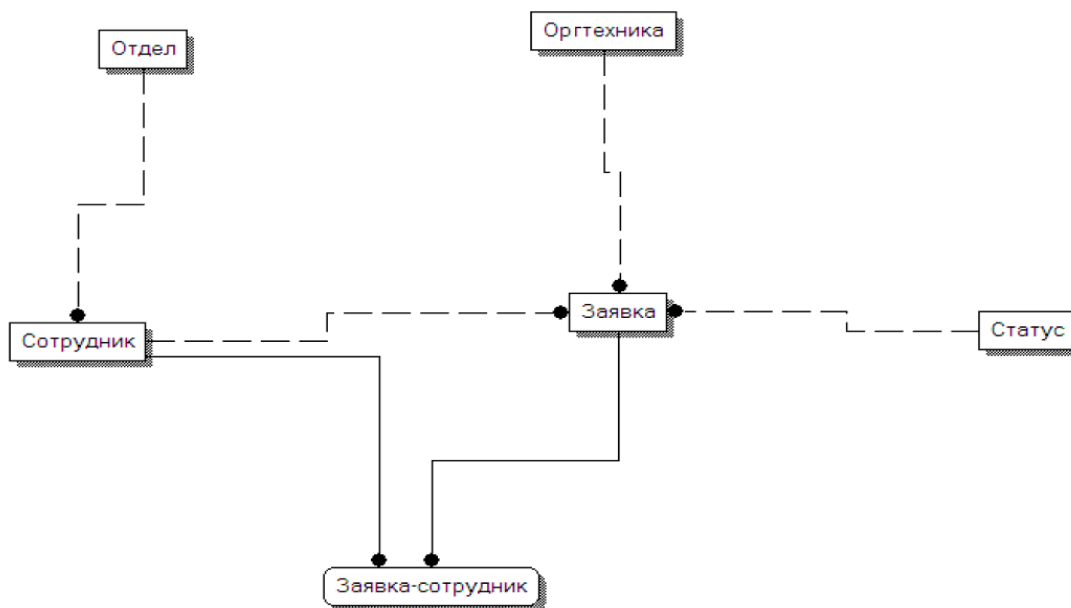 Отдел
Оргтехника
Сотрудник
Заявка
Статус
Заявка-сотрудник